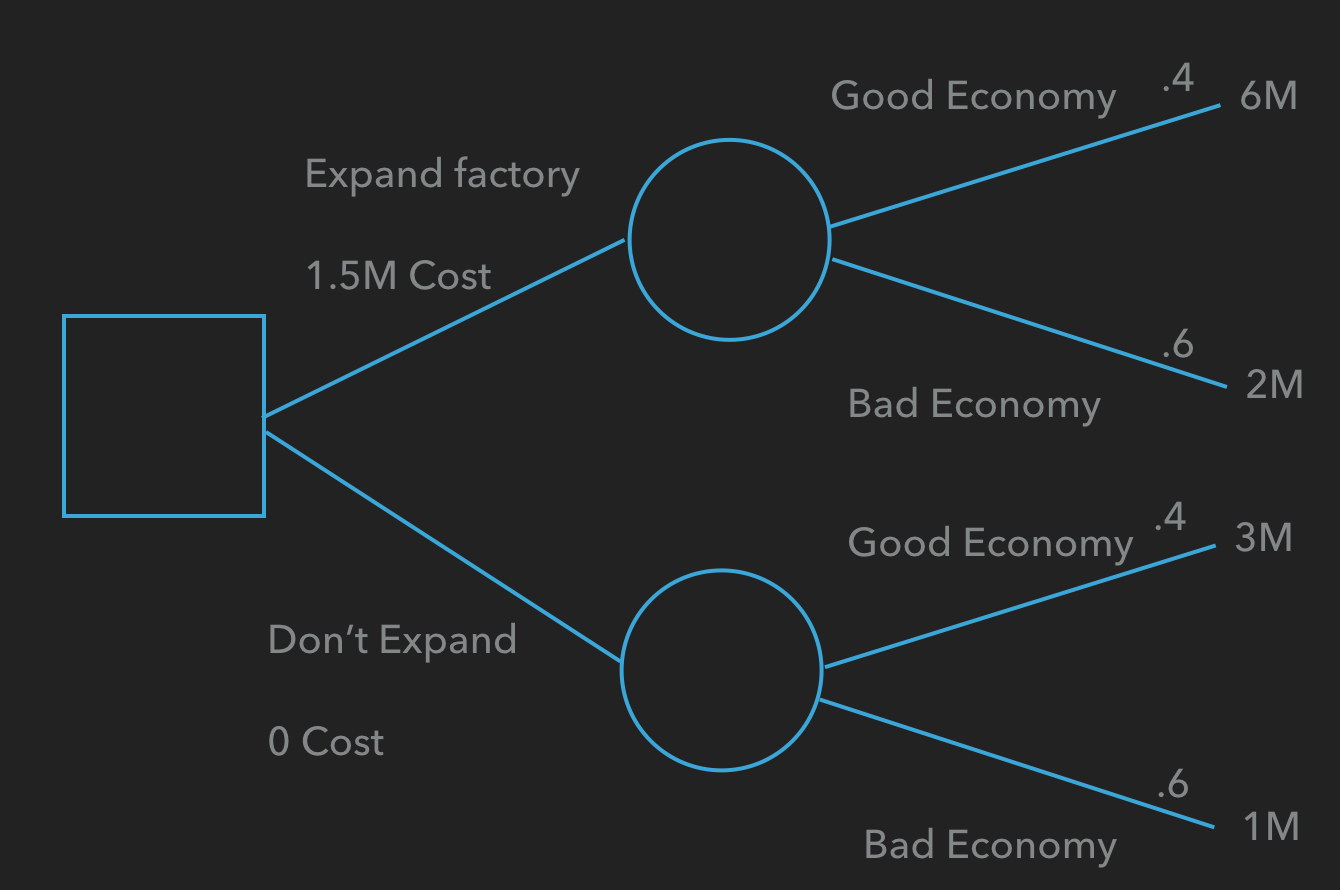 Good Economy .4 6M
Expand factory
1.5M Cost
.6
2M
Bad Economy
Good Economy .4 3M
Don’t Expand
0 Cost
.6
1M
Bad Economy